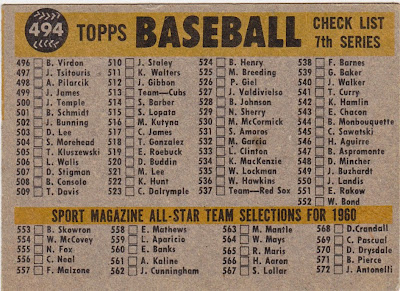 494 TOPPS BASEBALL CHECK LIST
7th SERIES
496 B. Virdon
497 J. Tsitouris
498 A. Pilarcik
499 J. James
500 J. Temple
501 B. Schmidt
502 J. Bunning
503 D. Lee
504 S. Morehead
505 T. Kluszewski
506 L. Walls
507 D. Stigman
508 B. Consolo
509 T. Davis
510 J. Staley
511 K. Walters
512 J. Gibbon
513 Team—Cubs
514 S. Barber
515 S. Lopata
516 M. Kutyna
517 C. James
518 T. Gonzalez
519 E. Roebuck
520 D. Buddin
521 M. Lee
522 K. Hunt
523 C. Dalrymple
524 B. Henry
525 M. Breeding
526 P. Giel
527 J. Valdivielso
528 B. Johnson
529 N. Sherry
530 M. McCormick
531 S. Amoros
532 M. Garcia
533 L. Clinton
534 K. MacKenzie
535 W. Lockman
536 W. Hawkins
537 Team—Red Sox
538 F. Barnes
539 G. Baker
540 J. Walker
541 T. Curry
542 K. Hamlin
543 E. Chacon
544 B. Monbouquette
545 C. Sawatski
546 H. Aguirre
547 B. Aspromonte
548 D. Mincher
549 J. Buzhardt
550 J. Landis
551 E. Rakow
552 W. Bond
SPORT MAGAZINE ALL-STAR TEAM SELECTIONS FOR 1960
553 B. Skowron
554 W. McCovey
555 N. Fox
556 C. Neal
557 F. Malzone
558 E. Mathews
559 L. Aparicio
560 E. Banks
561 A. Kaline
562 J. Cunningham
563 M. Mantle
564 W. Mays
565 R. Maris
566 H. Aaron
567 S. Lollar
568 D. Crandall
569 C. Pascual
570 D. Drysdale
571 B. Pierce
572 J. Antonelli